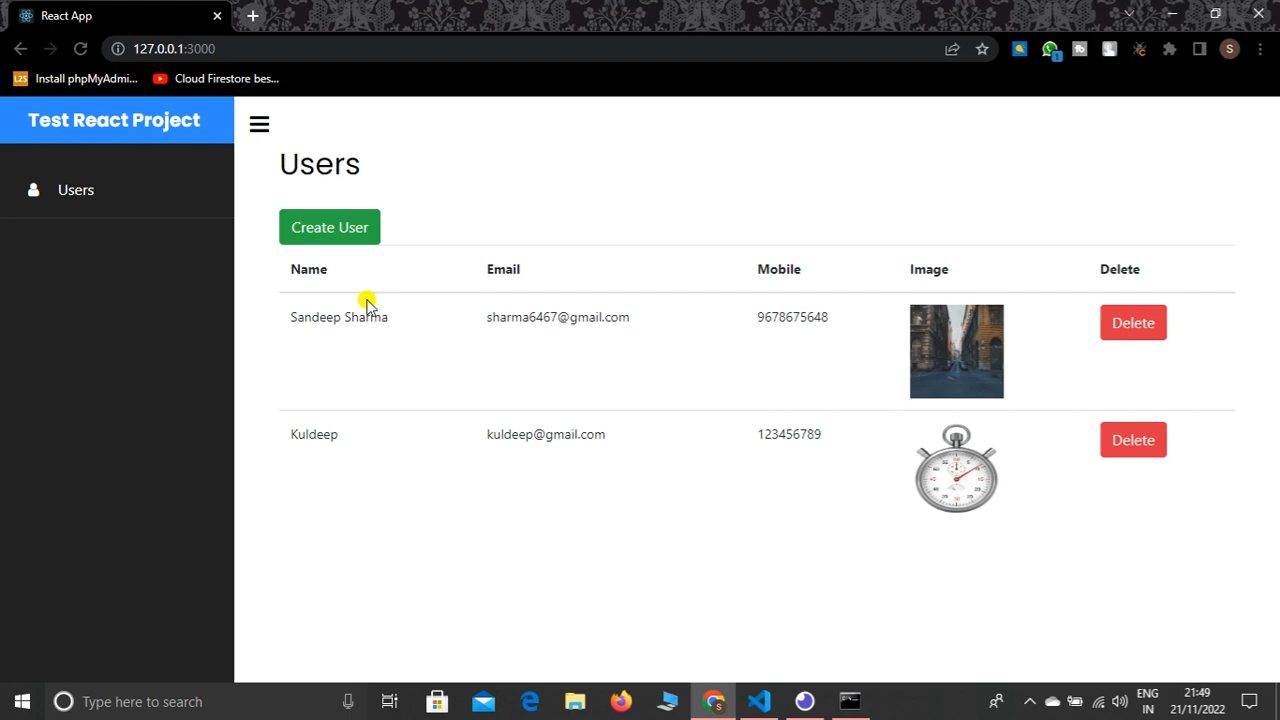 React App
127.0.0.1:3000
S
1
L2S Install phpMyAdmi...
Cloud Firestore bes...
Test React Project
Users
Users
Create User
Name Email Mobile Image Delete
Sandeep Sharma sharma6467@gmail.com 9678675648 Delete
Kuldeep kuldeep@gmail.com 123456789 Delete
Type here to search
S
ENG
IN
21:49
21/11/2022